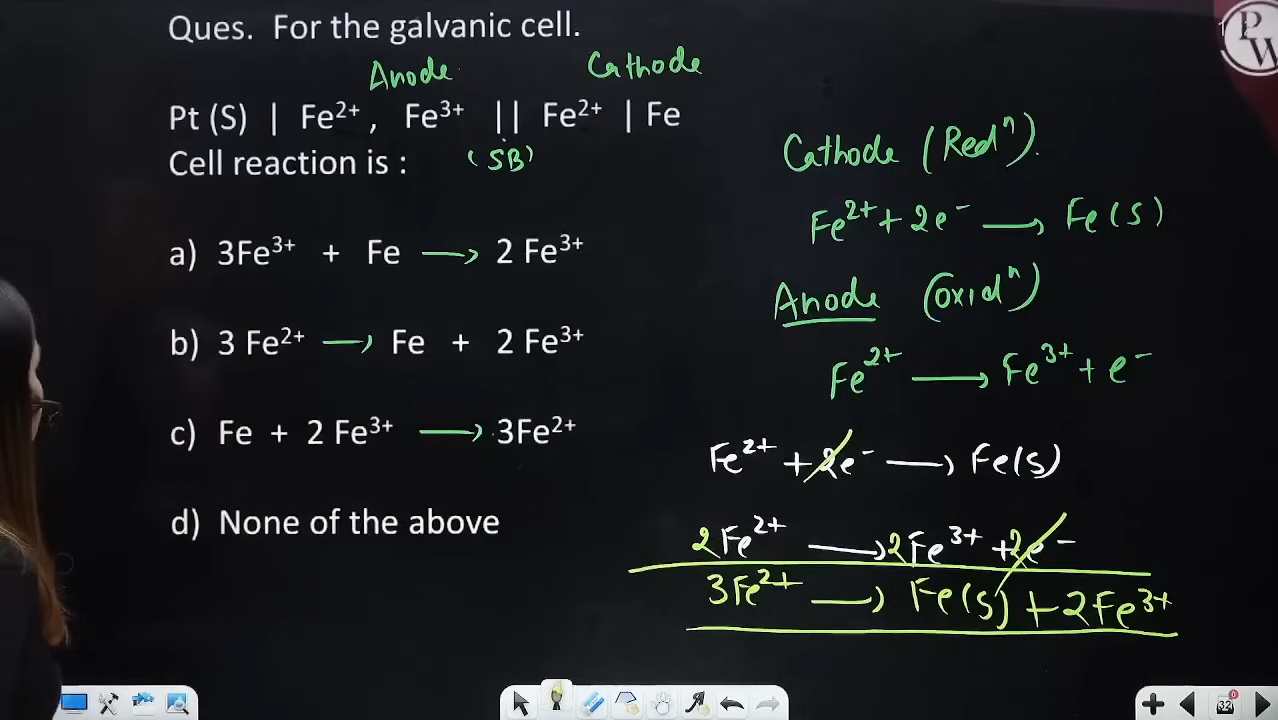 Ques. For the galvanic cell.
PW
Anode Cathode
Pt (S) | Fe²⁺ , Fe³⁺ || Fe²⁺ | Fe
Cell reaction is :
(SB)
a) 3Fe³⁺ + Fe ⟶ 2 Fe³⁺
b) 3 Fe²⁺ ⟶ Fe + 2 Fe³⁺
c) Fe + 2 Fe³⁺ ⟶ 3Fe²⁺
d) None of the above
Cathode (Redⁿ).
Fe²⁺ + 2e⁻ ⟶ Fe(s)
Anode (oxidⁿ)
Fe²⁺ ⟶ Fe³⁺ + e⁻
Fe²⁺ + 2e⁻ ⟶ Fe(s)
2Fe²⁺ ⟶ 2Fe³⁺ + 2e⁻
3Fe²⁺ ⟶ Fe(s) + 2Fe³⁺
32